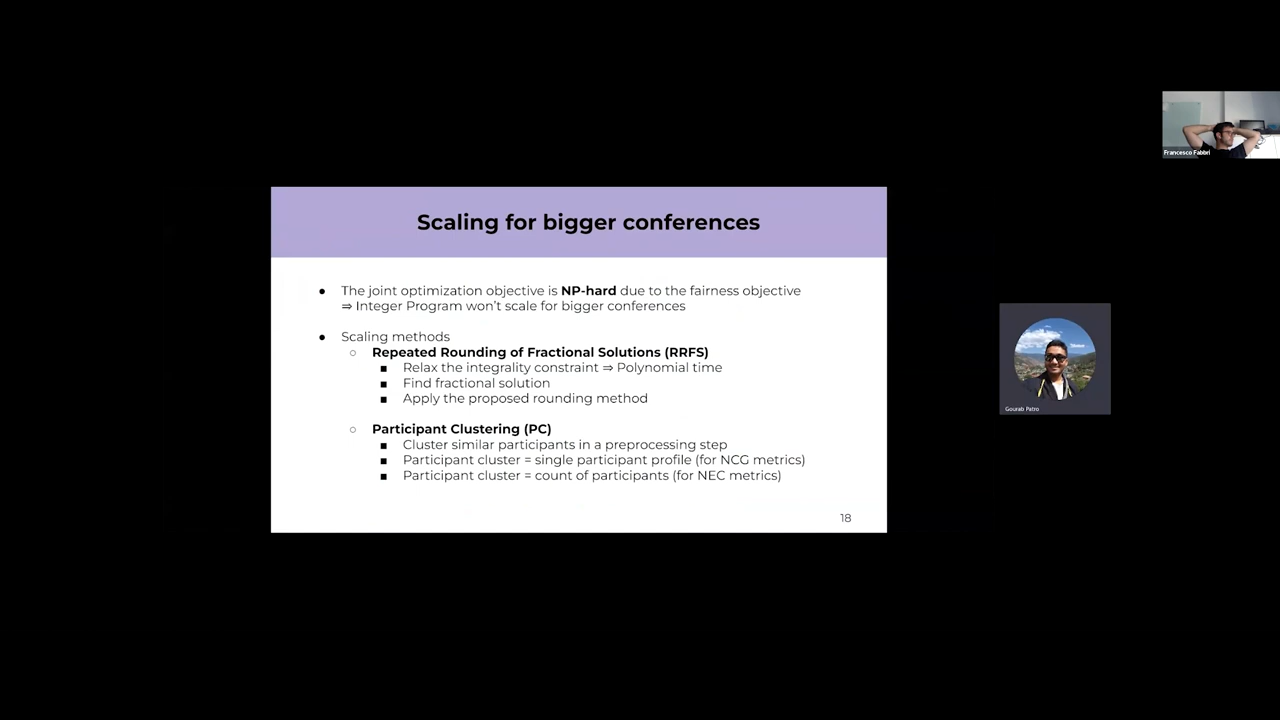 Scaling for bigger conferences
● The joint optimization objective is NP-hard due to the fairness objective
⇒ Integer Program won't scale for bigger conferences
● Scaling methods
○ Repeated Rounding of Fractional Solutions (RRFS)
■ Relax the integrality constraint ⇒ Polynomial time
■ Find fractional solution
■ Apply the proposed rounding method
○ Participant Clustering (PC)
■ Cluster similar participants in a preprocessing step
■ Participant cluster = single participant profile (for NCG metrics)
■ Participant cluster = count of participants (for NEC metrics)
18
Francesco Fabbri
Gourab Patro